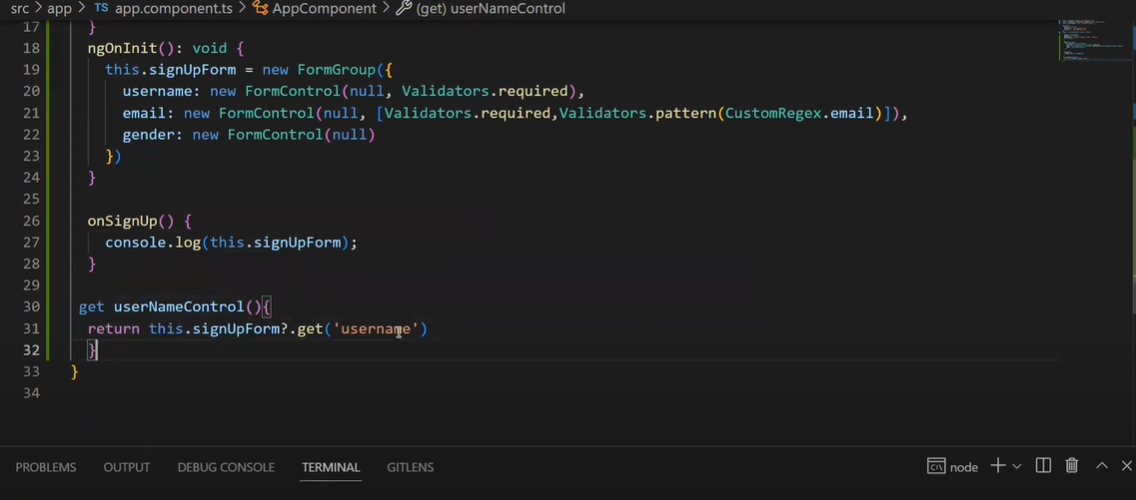 src > app > TS app.component.ts > AppComponent > (get) userNameControl
17 }
18 ngOnInit(): void {
19 this.signUpForm = new FormGroup({
20 username: new FormControl(null, Validators.required),
21 email: new FormControl(null, [Validators.required,Validators.pattern(CustomRegex.email)]),
22 gender: new FormControl(null)
23 })
24 }
25
26 onSignUp() {
27 console.log(this.signUpForm);
28 }
29
30 get userNameControl(){
31 return this.signUpForm?.get('username')
32 }
33 }
34
PROBLEMS OUTPUT DEBUG CONSOLE TERMINAL GITLENS node